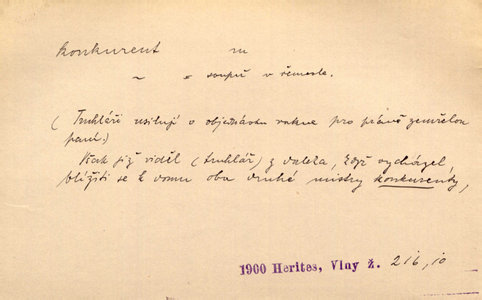 konkurent m
~ = soupeř v řemesle.
(Truhláři usilují o objednávku rakve pro právě zemřelou
paní.)
Však již viděl (truhlář) z daleka, když vycházel,
blížiti se k domu oba druhé mistry konkurenty,
1900 Herites, Vlny ž. 216,10